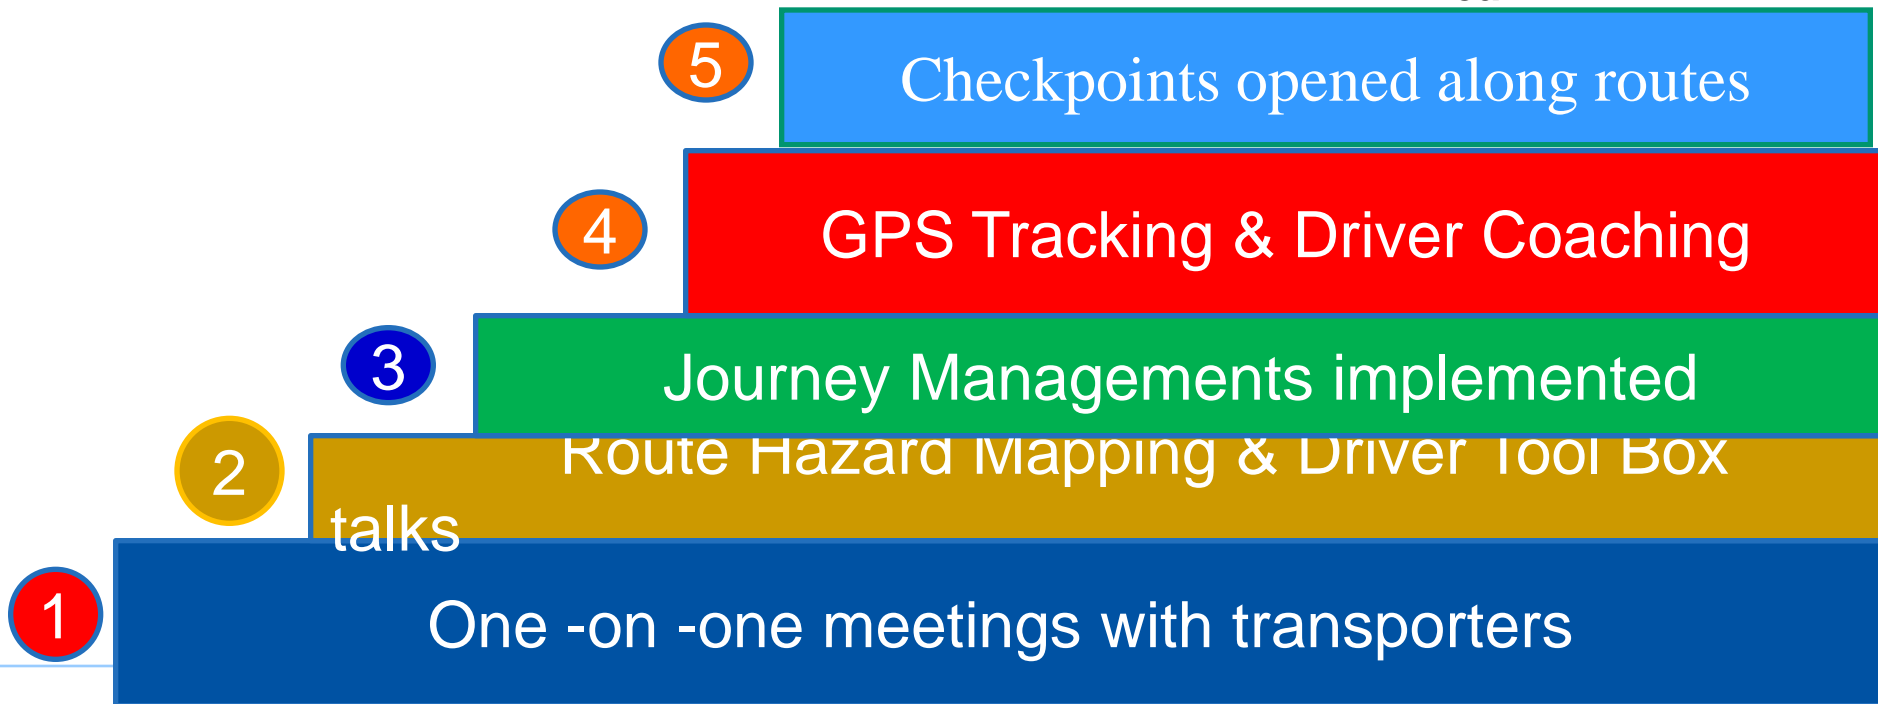 5
Checkpoints opened along routes
4
GPS Tracking & Driver Coaching
3
Journey Managements implemented
2
Route Hazard Mapping & Driver Tool Box
talks
1
One -on -one meetings with transporters